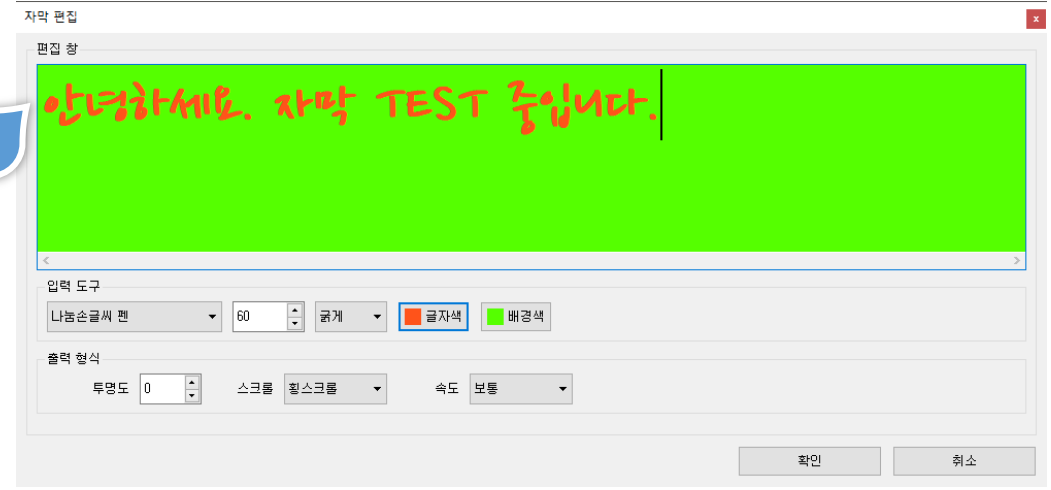 자막 편집
x
편집 창
안녕하세요. 자막 TEST 중입니다.
입력 도구
나눔손글씨 펜 60 굵게 글자색 배경색
출력 형식
투명도 0 스크롤 횡스크롤 속도 보통
확인 취소